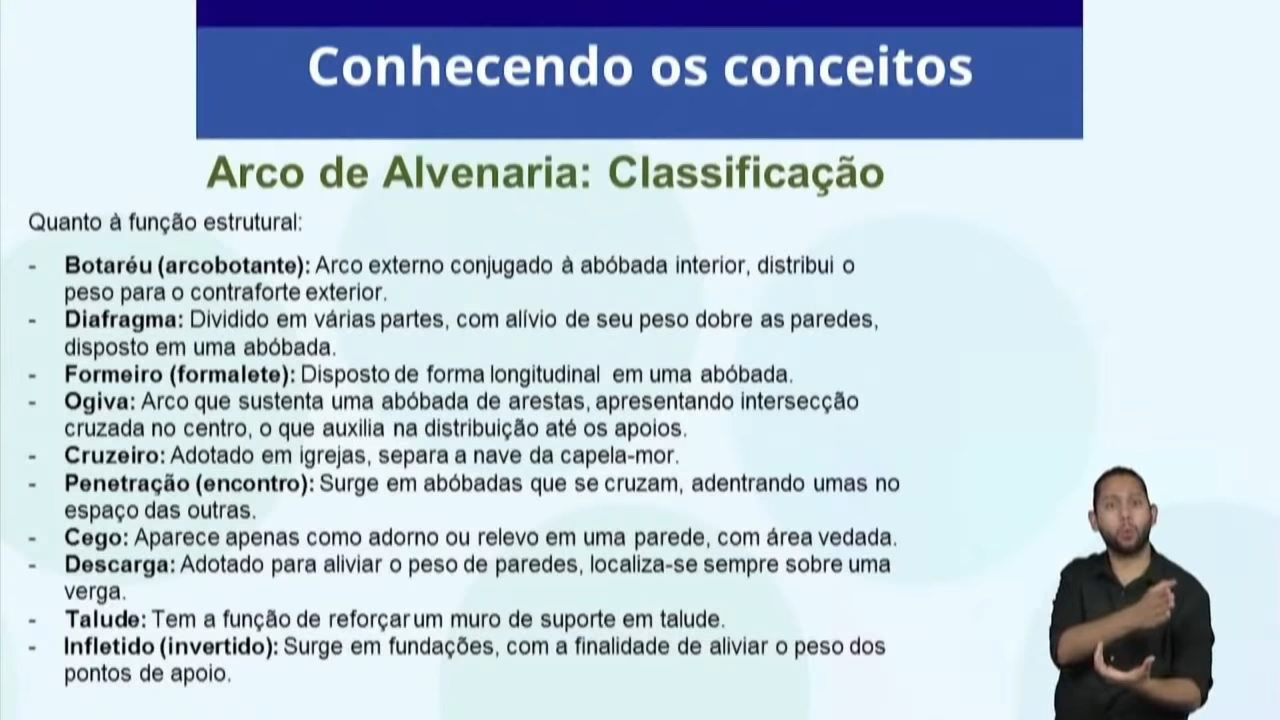 Conhecendo os conceitos
Arco de Alvenaria: Classificação
Quanto à função estrutural:
- Botaréu (arcobotante): Arco externo conjugado à abóbada interior, distribui o
peso para o contraforte exterior.
- Diafragma: Dividido em várias partes, com alívio de seu peso dobre as paredes,
disposto em uma abóbada.
- Formeiro (formalete): Disposto de forma longitudinal em uma abóbada.
- Ogiva: Arco que sustenta uma abóbada de arestas, apresentando intersecção
cruzada no centro, o que auxilia na distribuição até os apoios.
- Cruzeiro: Adotado em igrejas, separa a nave da capela-mor.
- Penetração (encontro): Surge em abóbadas que se cruzam, adentrando umas no
espaço das outras.
- Cego: Aparece apenas como adorno ou relevo em uma parede, com área vedada.
- Descarga: Adotado para aliviar o peso de paredes, localiza-se sempre sobre uma
verga.
- Talude: Tem a função de reforçar um muro de suporte em talude.
- Infletido (invertido): Surge em fundações, com a finalidade de aliviar o peso dos
pontos de apoio.